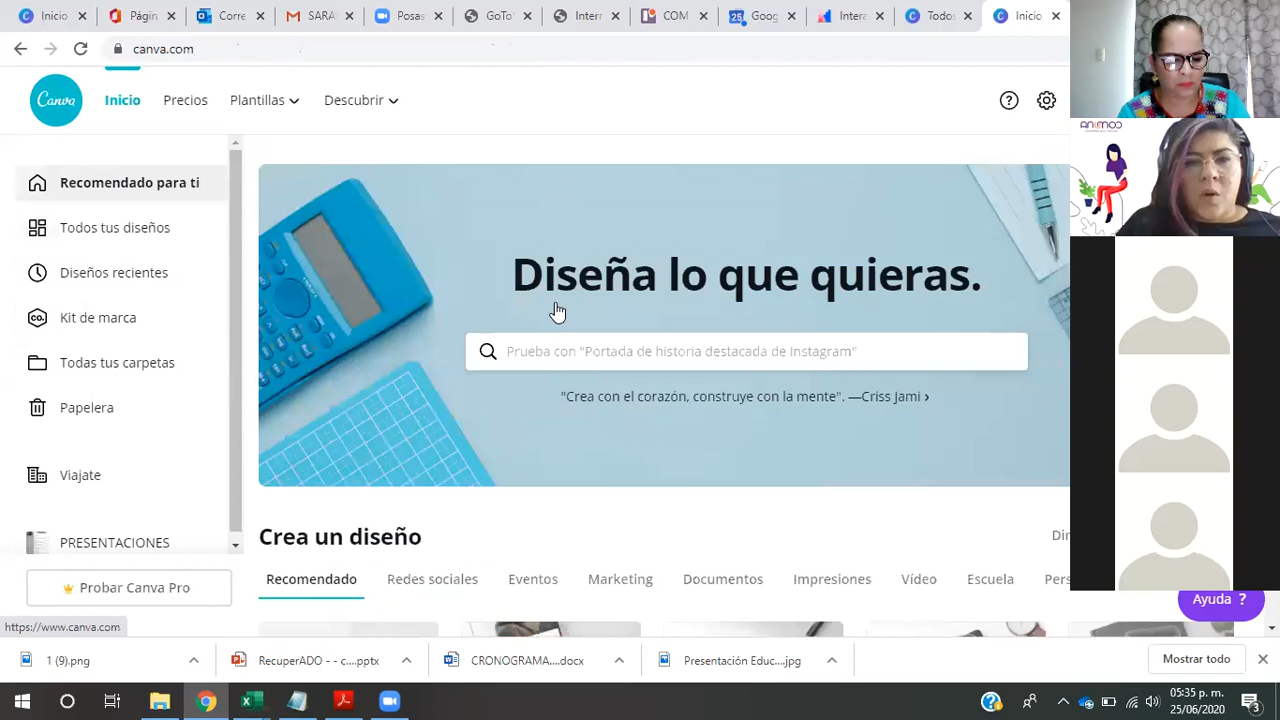 Inicio
Págin
Corre
SARA
Posas
GoTo
Interr
COM
Goog
Intera
Todos
Inicio
canva.com
Canva
Inicio
Precios
Plantillas
Descubrir
Recomendado para ti
Todos tus diseños
Diseños recientes
Kit de marca
Todas tus carpetas
Papelera
Viajate
PRESENTACIONES
Probar Canva Pro
https://www.canva.com
Diseña lo que quieras.
Prueba con "Portada de historia destacada de Instagram"
"Crea con el corazón, construye con la mente". —Criss Jami ›
Crea un diseño
Recomendado
Redes sociales
Eventos
Marketing
Documentos
Impresiones
Vídeo
Escuela
Pers
Ayuda ?
1 (9).png
RecuperADO - - c....pptx
CRONOGRAMA....docx
Presentación Educ....jpg
Mostrar todo
05:35 p. m.
25/06/2020